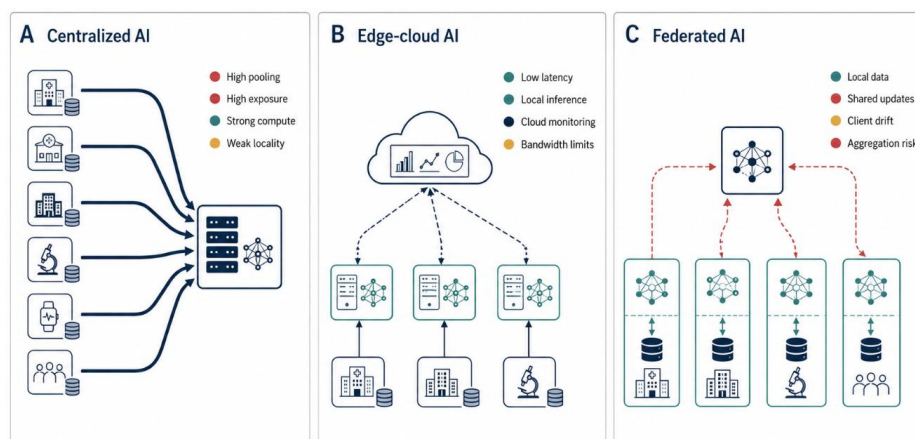 A Centralized AI
High pooling
High exposure
Strong compute
Weak locality
B Edge-cloud AI
Low latency
Local inference
Cloud monitoring
Bandwidth limits
C Federated AI
Local data
Shared updates
Client drift
Aggregation risk